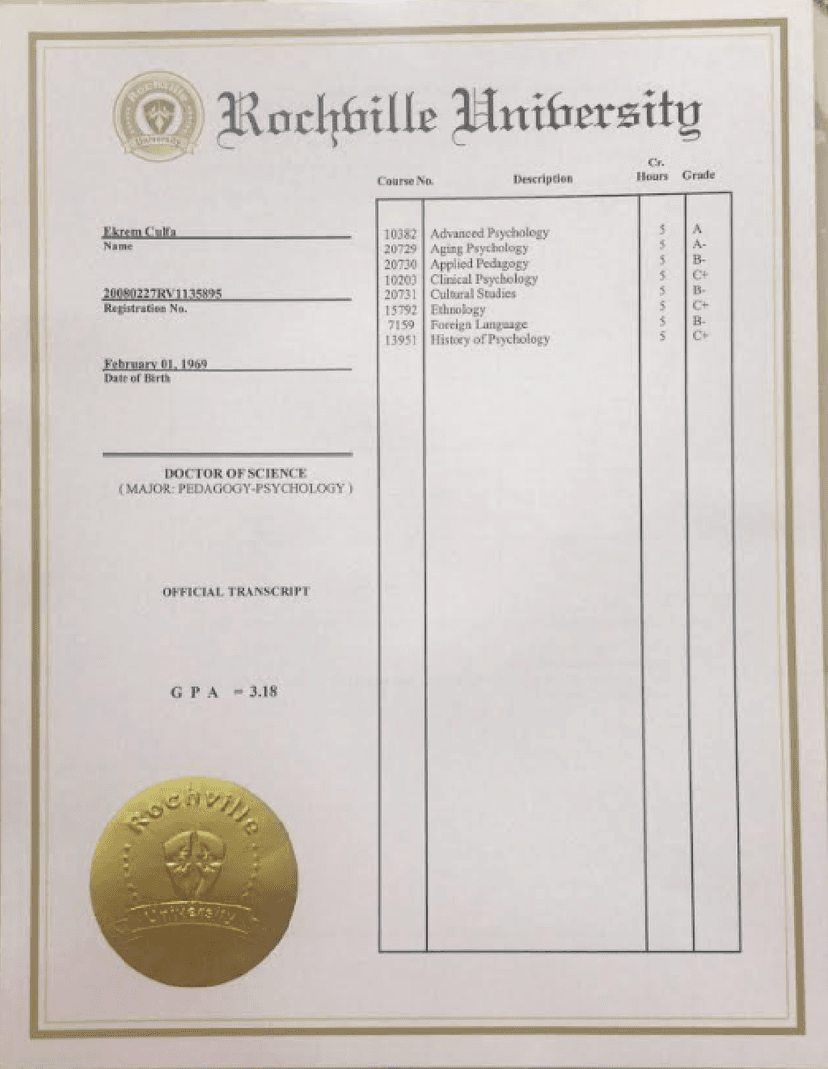 Rochville University
Rochville
University
Course No.
Description
Cr.
Hours
Grade
Ekrem Culfa
Name
20080227RV1135895
Registration No.
February 01, 1969
Date of Birth
DOCTOR OF SCIENCE
( MAJOR: PEDAGOGY-PSYCHOLOGY )
OFFICIAL TRANSCRIPT
G P A = 3.18
10382 Advanced Psychology 5 A
20729 Aging Psychology 5 A-
20730 Applied Pedagogy 5 B-
10203 Clinical Psychology 5 C+
20731 Cultural Studies 5 B-
15792 Ethnology 5 C+
7159 Foreign Language 5 B-
13951 History of Psychology 5 C+
Rochville
University